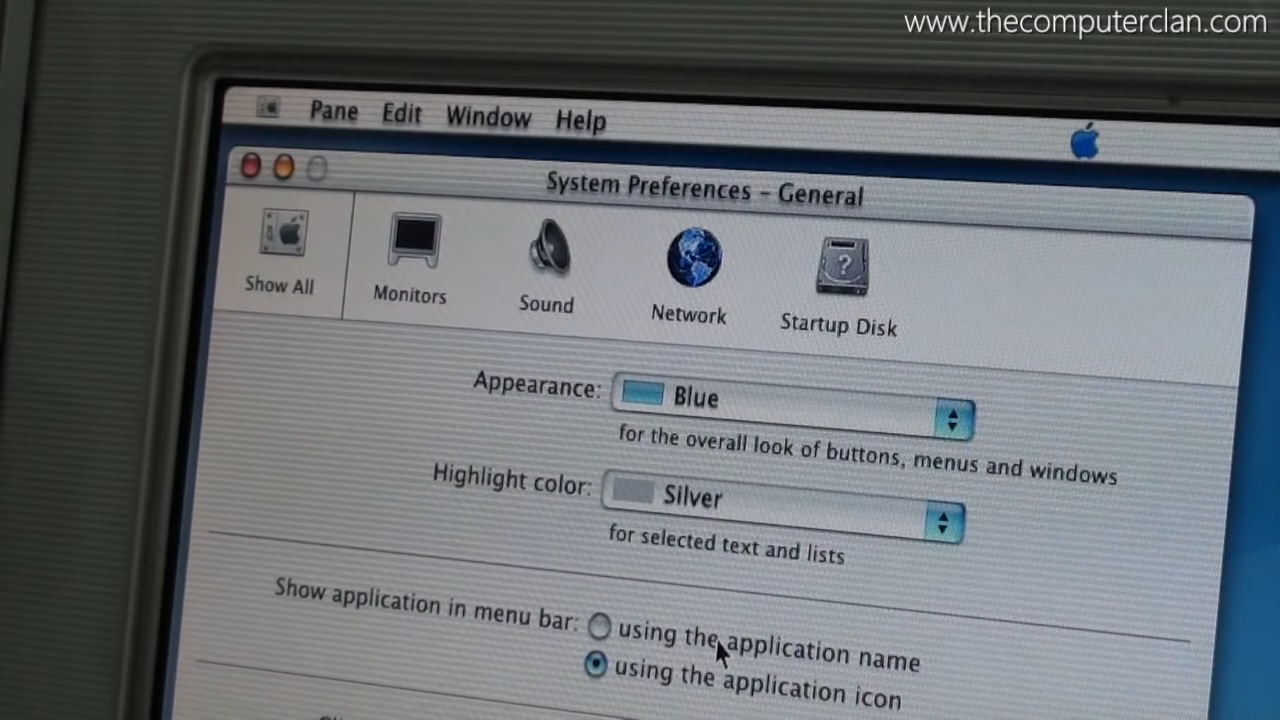 www.thecomputerclan.com
Pane Edit Window Help
System Preferences - General
Show All Monitors Sound Network Startup Disk
?
Appearance: Blue
for the overall look of buttons, menus and windows
Highlight color: Silver
for selected text and lists
Show application in menu bar: using the application name
using the application icon